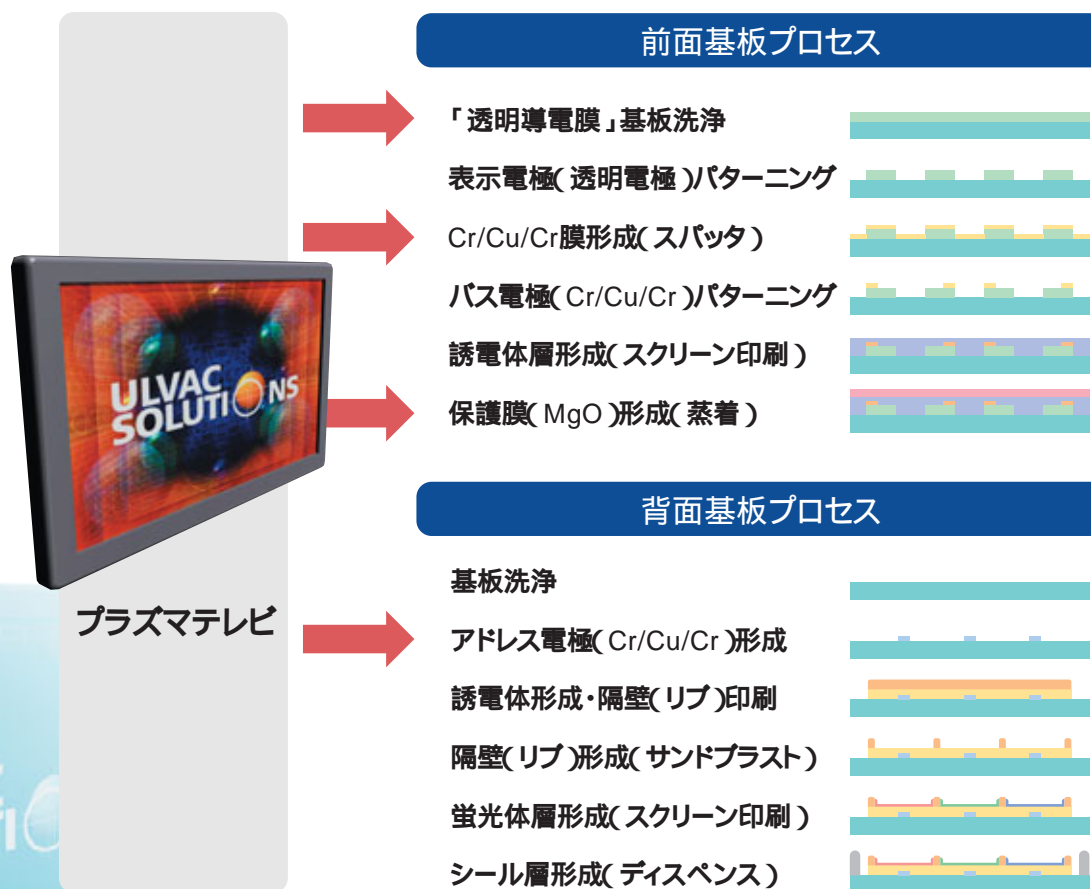 前面基板プロセス
「透明導電膜」基板洗浄
表示電極(透明電極)パターニング
Cr/Cu/Cr膜形成(スパッタ)
バス電極(Cr/Cu/Cr)パターニング
誘電体層形成(スクリーン印刷)
保護膜(MgO)形成(蒸着)
ULVAC
SOLUTIONS
プラズマテレビ
背面基板プロセス
基板洗浄
アドレス電極(Cr/Cu/Cr)形成
誘電体形成・隔壁(リブ)印刷
隔壁(リブ)形成(サンドブラスト)
蛍光体層形成(スクリーン印刷)
シール層形成(ディスペンス)